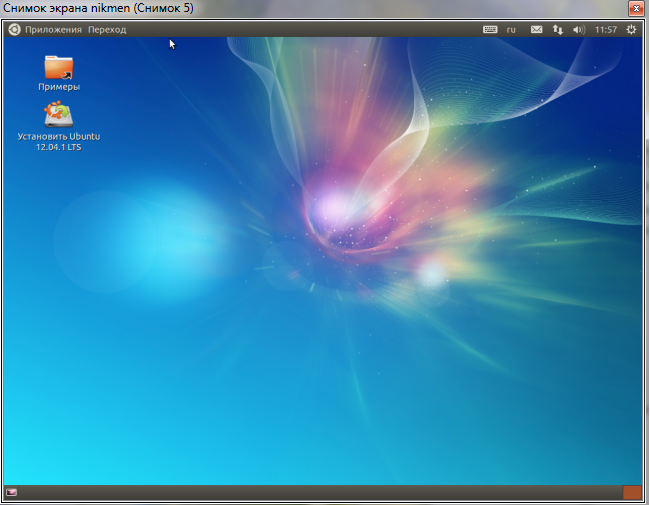 Снимок экрана nikmen (Снимок 5)
Приложения Переход ru 11:57
Примеры
Установить Ubuntu
12.04.1 LTS